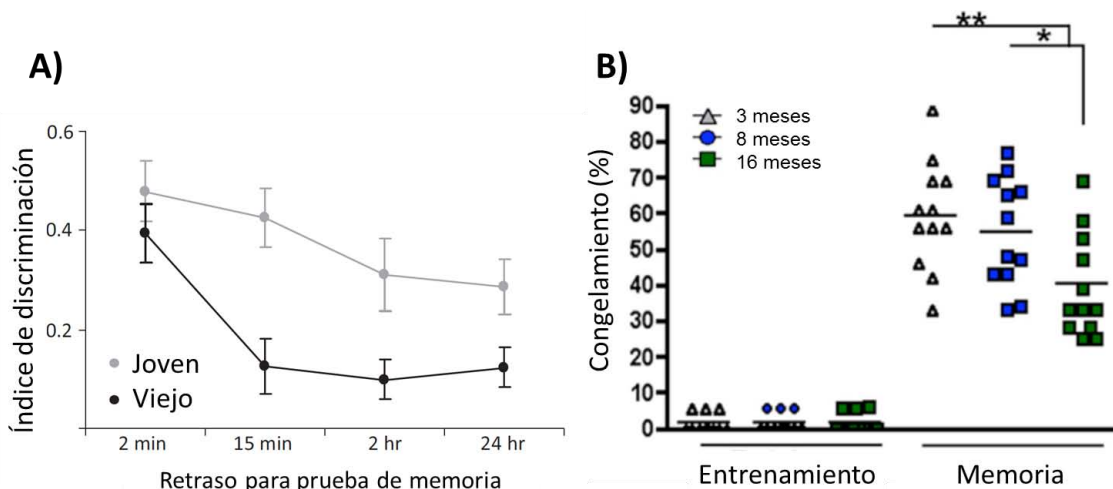 A)
Índice de discriminación
0.6
0.4
0.2
Joven
Viejo
2 min
15 min
2 hr
24 hr
Retraso para prueba de memoria
B)
**
*
Congelamiento (%)
90
80
70
60
50
40
30
20
10
0
3 meses
8 meses
16 meses
Entrenamiento
Memoria